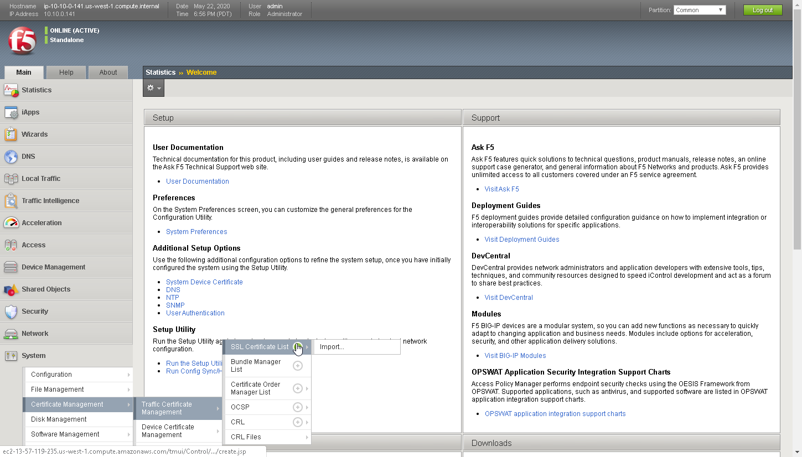 Hostname ip-10-10-0-141.us-west-1.compute.internal Date May 22, 2020 User admin
IP Address 10.10.0.141 Time 6:56 PM (PDT) Role Administrator
Partition: Common Log out
f5
ONLINE (ACTIVE)
Standalone
Main Help About
Statistics » Welcome
Statistics
iApps
Wizards
DNS
Local Traffic
Traffic Intelligence
Acceleration
Access
Device Management
Shared Objects
Security
Network
System
Configuration
File Management
Certificate Management
Disk Management
Software Management
Traffic Certificate
Management
Device Certificate
Management
SSL Certificate List
Bundle Manager
List
Certificate Order
Manager List
OCSP
CRL
CRL Files
Import...
Setup
User Documentation
Technical documentation for this product, including user guides and release notes, is available on
the Ask F5 Technical Support web site.
User Documentation
Preferences
On the System Preferences screen, you can customize the general preferences for the
Configuration Utility.
System Preferences
Additional Setup Options
Use the following additional configuration options to refine the system setup, once you have initially
configured the system using the Setup Utility.
System Device Certificate
DNS
NTP
SNMP
User Authentication
Setup Utility
Run the Setup Utili network
configuration.
Run the Setup Utili
Run Config Sync/H
Support
Ask F5
Ask F5 features quick solutions to technical questions, product manuals, release notes, an online
support case generator, and general information about F5 Networks and products. Ask F5 provides
unlimited access to all customers covered under an F5 service agreement.
Visit Ask F5
Deployment Guides
F5 deployment guides provide detailed configuration guidance on how to implement integration or
interoperability solutions for specific applications.
Visit Deployment Guides
DevCentral
DevCentral provides network administrators and application developers with extensive tools, tips,
techniques, and community resources designed to speed iControl development and act as a forum
to share best practices.
Visit DevCentral
Modules
F5 BIG-IP devices are a modular system, so you can add new functions as necessary to quickly
adapt to changing application and business needs. Modules include options for acceleration,
security, and other application delivery solutions.
Visit BIG-IP Modules
OPSWAT Application Security Integration Support Charts
Access Policy Manager performs endpoint security checks using the OESIS Framework from
OPSWAT. Supported applications, such as antivirus, and supported software are listed in OPSWAT
application integration support charts.
OPSWAT application integration support charts
Downloads
ec2-13-57-119-235.us-west-1.compute.amazonaws.com/tmui/Control/.../create.jsp